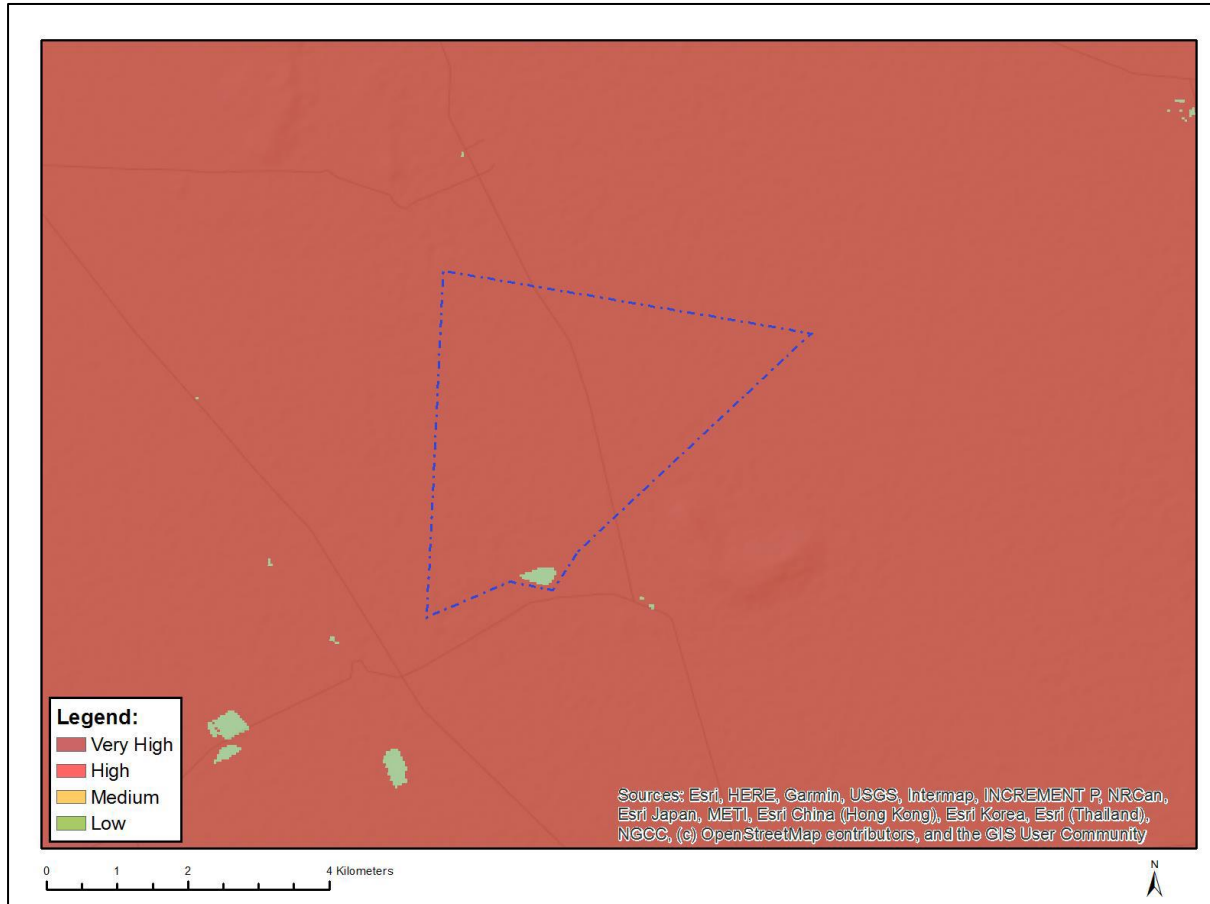 Legend:
Very High
High
Medium
Low
Sources: Esri, HERE, Garmin, USGS, Intermap, INCREMENT P, NRCan,
Esri Japan, METI, Esri China (Hong Kong), Esri Korea, Esri (Thailand),
NGCC, (c) OpenStreetMap contributors, and the GIS User Community
0 1 2 4 Kilometers
N